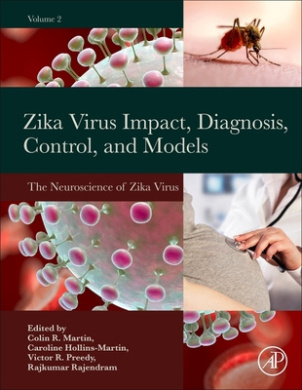 Volume 2
Zika Virus Impact, Diagnosis,
Control, and Models
The Neuroscience of Zika Virus
Edited by
Colin R. Martin,
Caroline Hollins-Martin,
Victor R. Preedy,
Rajkumar Rajendram
AP